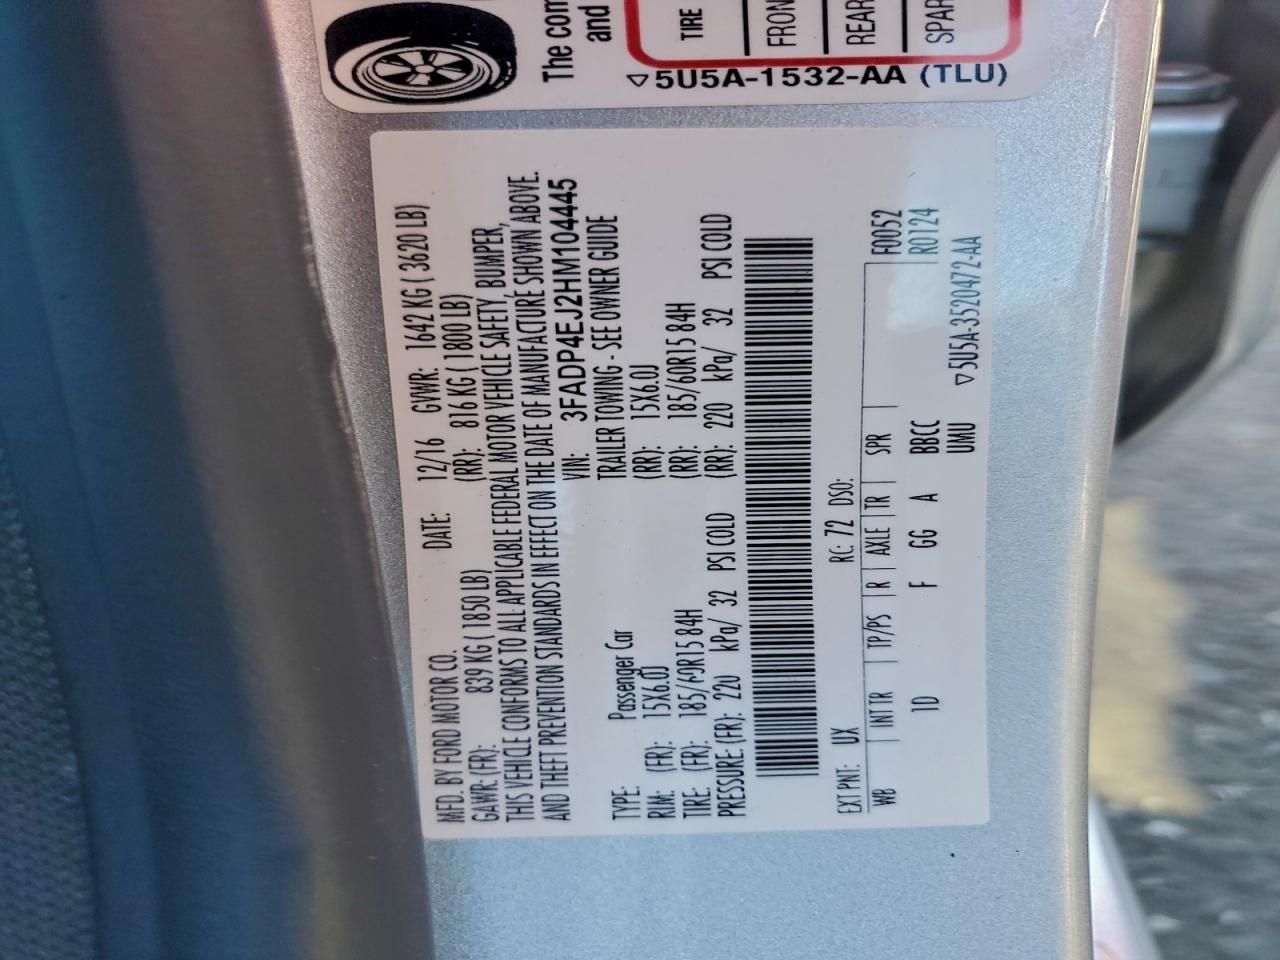 The com
and
TIRE
FRON
REAR
SPAR
5U5A-1532-AA (TLU)
MFD. BY FORD MOTOR CO. DATE: 12/16 GVWR: 1642 KG ( 3620 LB)
GAWR: (FR): 839 KG ( 1850 LB) (RR): 816 KG ( 1800 LB)
THIS VEHICLE CONFORMS TO ALL APPLICABLE FEDERAL MOTOR VEHICLE SAFETY, BUMPER,
AND THEFT PREVENTION STANDARDS IN EFFECT ON THE DATE OF MANUFACTURE SHOWN ABOVE.
VIN: 3FADP4EJ2HM104445
TYPE: Passenger Car TRAILER TOWING - SEE OWNER GUIDE
RIM: (FR): 15X6.0J (RR): 15X6.0J
TIRE: (FR): 185/60R15 84H (RR): 185/60R15 84H
PRESSURE: (FR): 220 kPa/ 32 PSI COLD (RR): 220 kPa/ 32 PSI COLD
EXT PNT: UX RC: 72 DSO:
WB INT TR TP/PS R AXLE TR SPR F0052
1D F GG A BBCC R0124
UMU
5U5A-3520472-AA